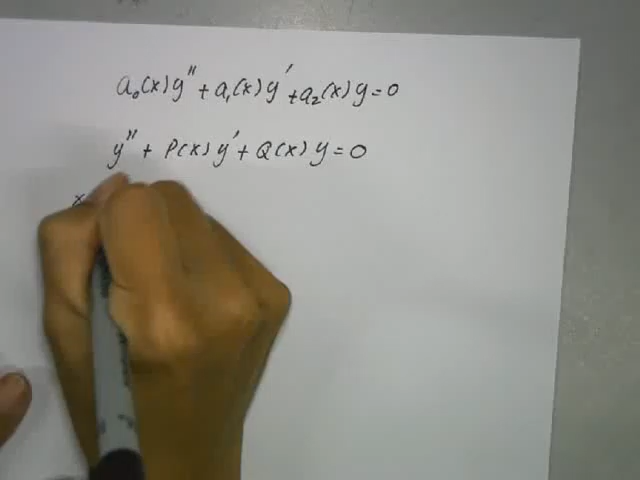 a₀(x)y'' + a₁(x)y' + a₂(x)y = 0
y'' + P(x)y' + Q(x)y = 0
x